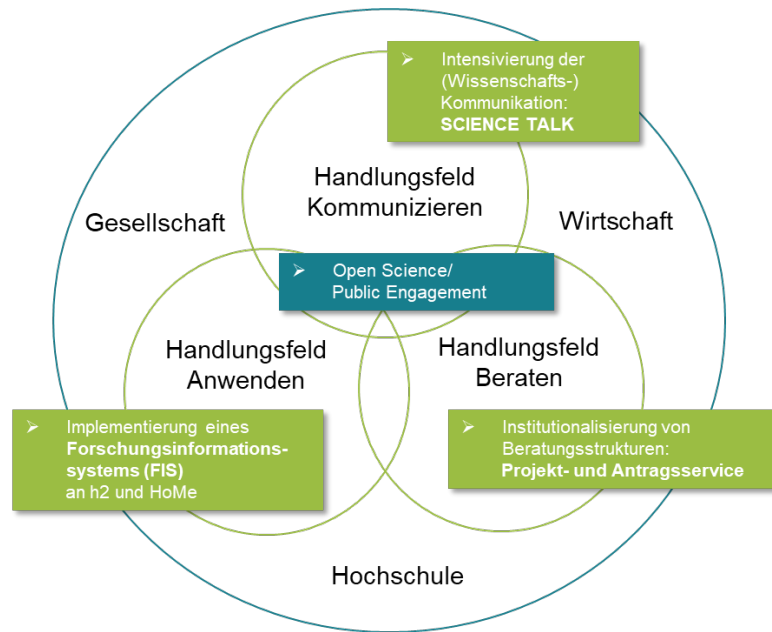 ➢ Intensivierung der
(Wissenschafts-)
Kommunikation:
SCIENCE TALK
Handlungsfeld
Kommunizieren
Gesellschaft
Wirtschaft
➢ Open Science/
Public Engagement
Handlungsfeld
Anwenden
Handlungsfeld
Beraten
➢ Implementierung eines
Forschungsinformations-
systems (FIS)
an h2 und HoMe
➢ Institutionalisierung von
Beratungsstrukturen:
Projekt- und Antragsservice
Hochschule